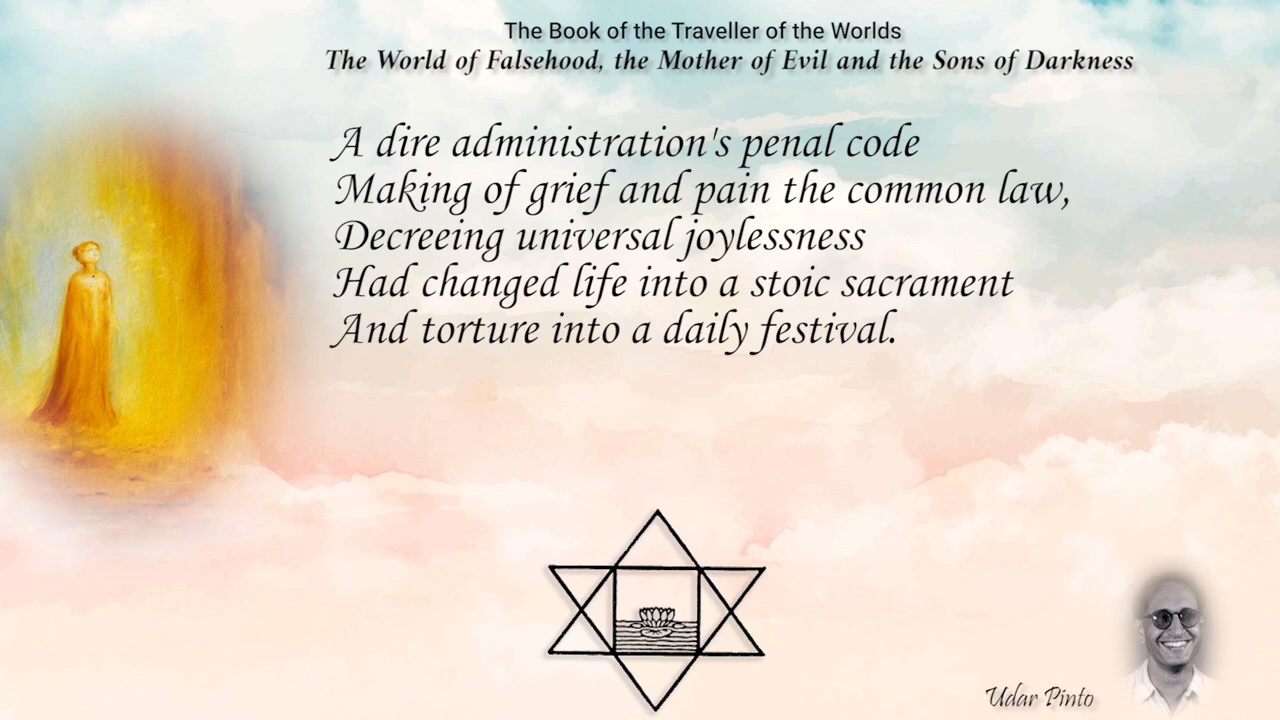 The Book of the Traveller of the Worlds
The World of Falsehood, the Mother of Evil and the Sons of Darkness
A dire administration's penal code
Making of grief and pain the common law,
Decreeing universal joylessness
Had changed life into a stoic sacrament
And torture into a daily festival.
Udar Pinto